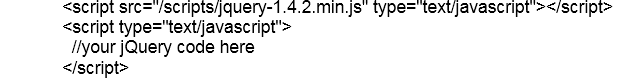 <script src="/scripts/jquery-1.4.2.min.js" type="text/javascript"></script>
<script type="text/javascript">
//your jQuery code here
</script>